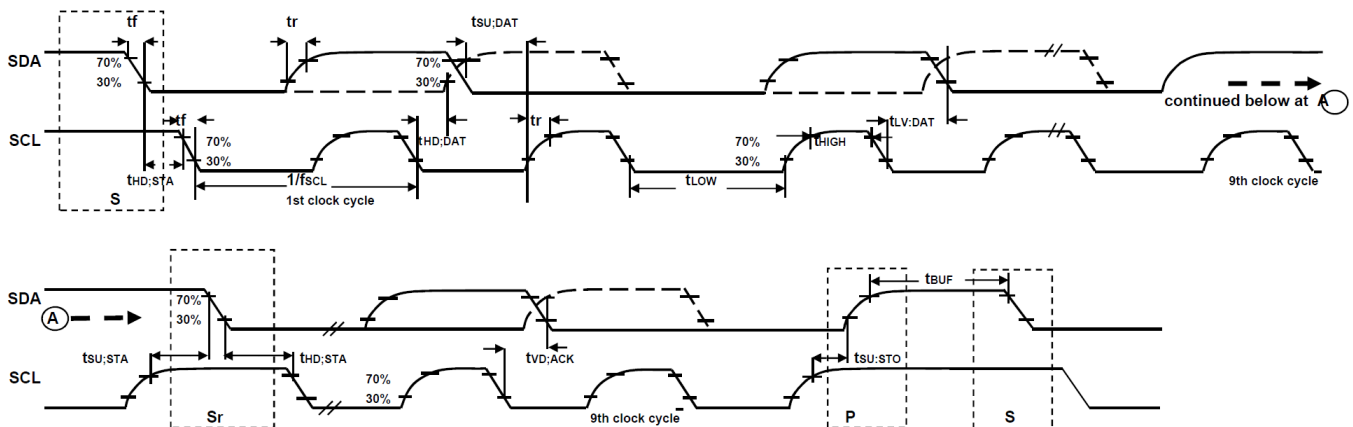 tf tr tSU;DAT
SDA 70% 70%
30% 30%
continued below at A
tf tHD;DAT tr tLV:DAT
SCL 70% 70% tHIGH
30% 30%
tHD;STA 1/fSCL tLOW
S 1st clock cycle 9th clock cycle
tBUF
SDA 70%
A 30%
tSU;STA tHD;STA tVD;ACK tSU:STO
SCL 70%
30%
Sr 9th clock cycle P S